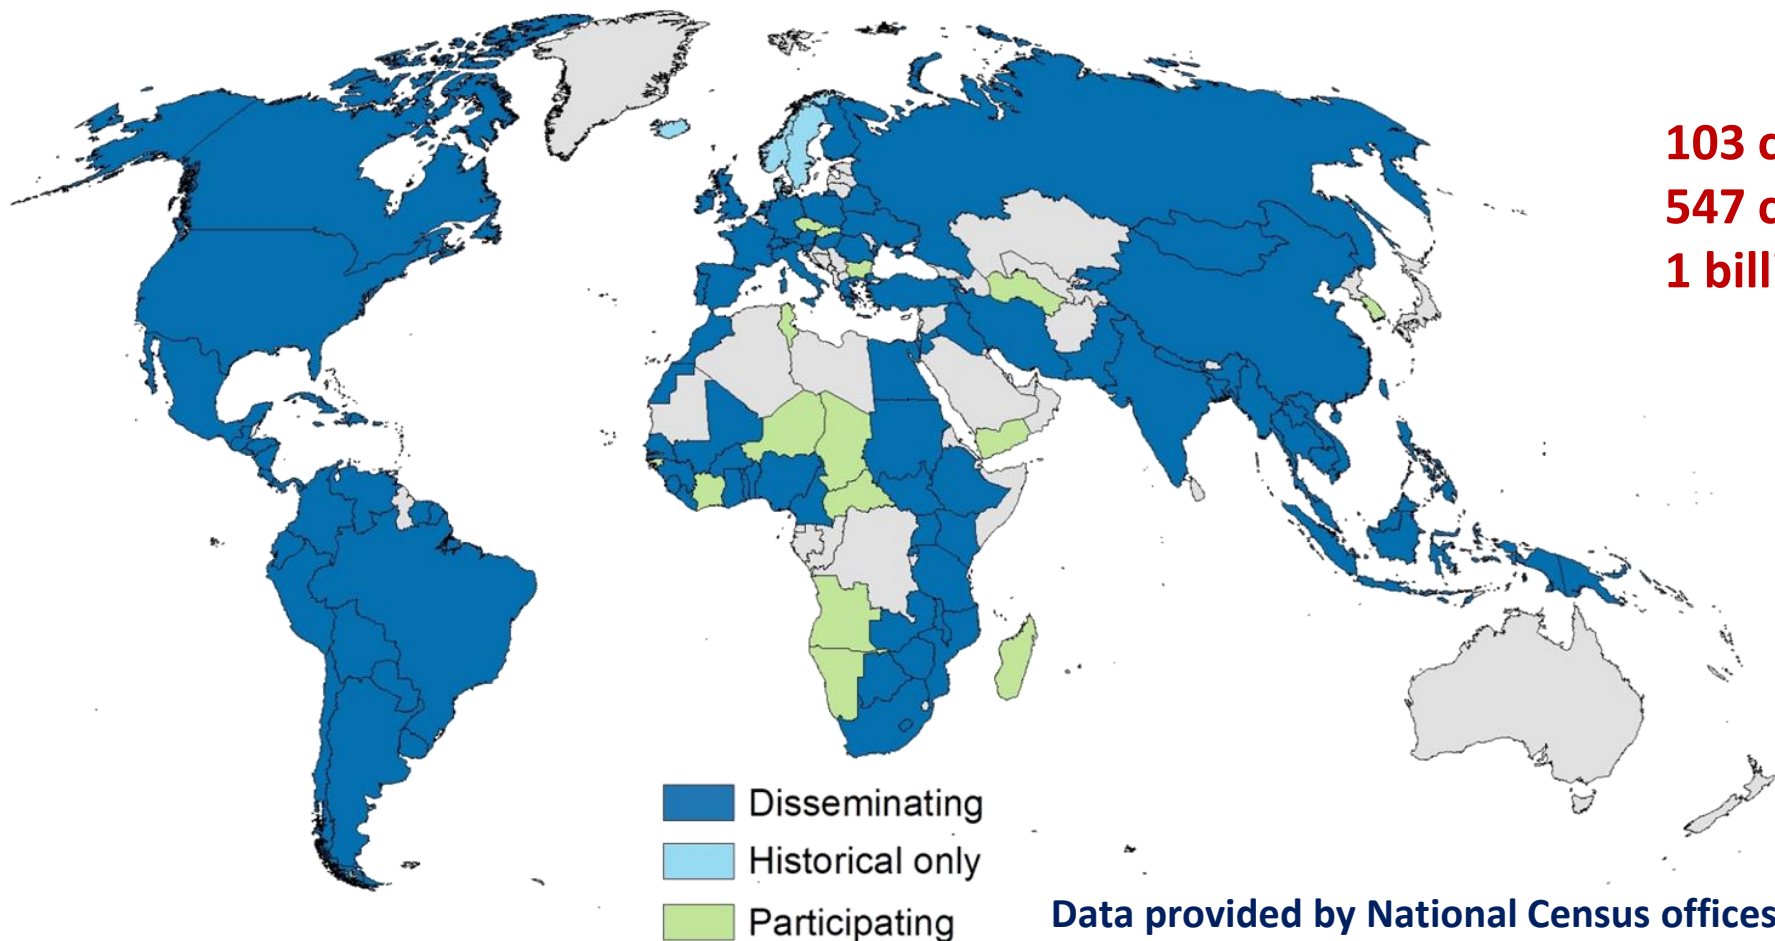 103
547
1
Disseminating
Historical only
Participating
Data provided by National Census offices